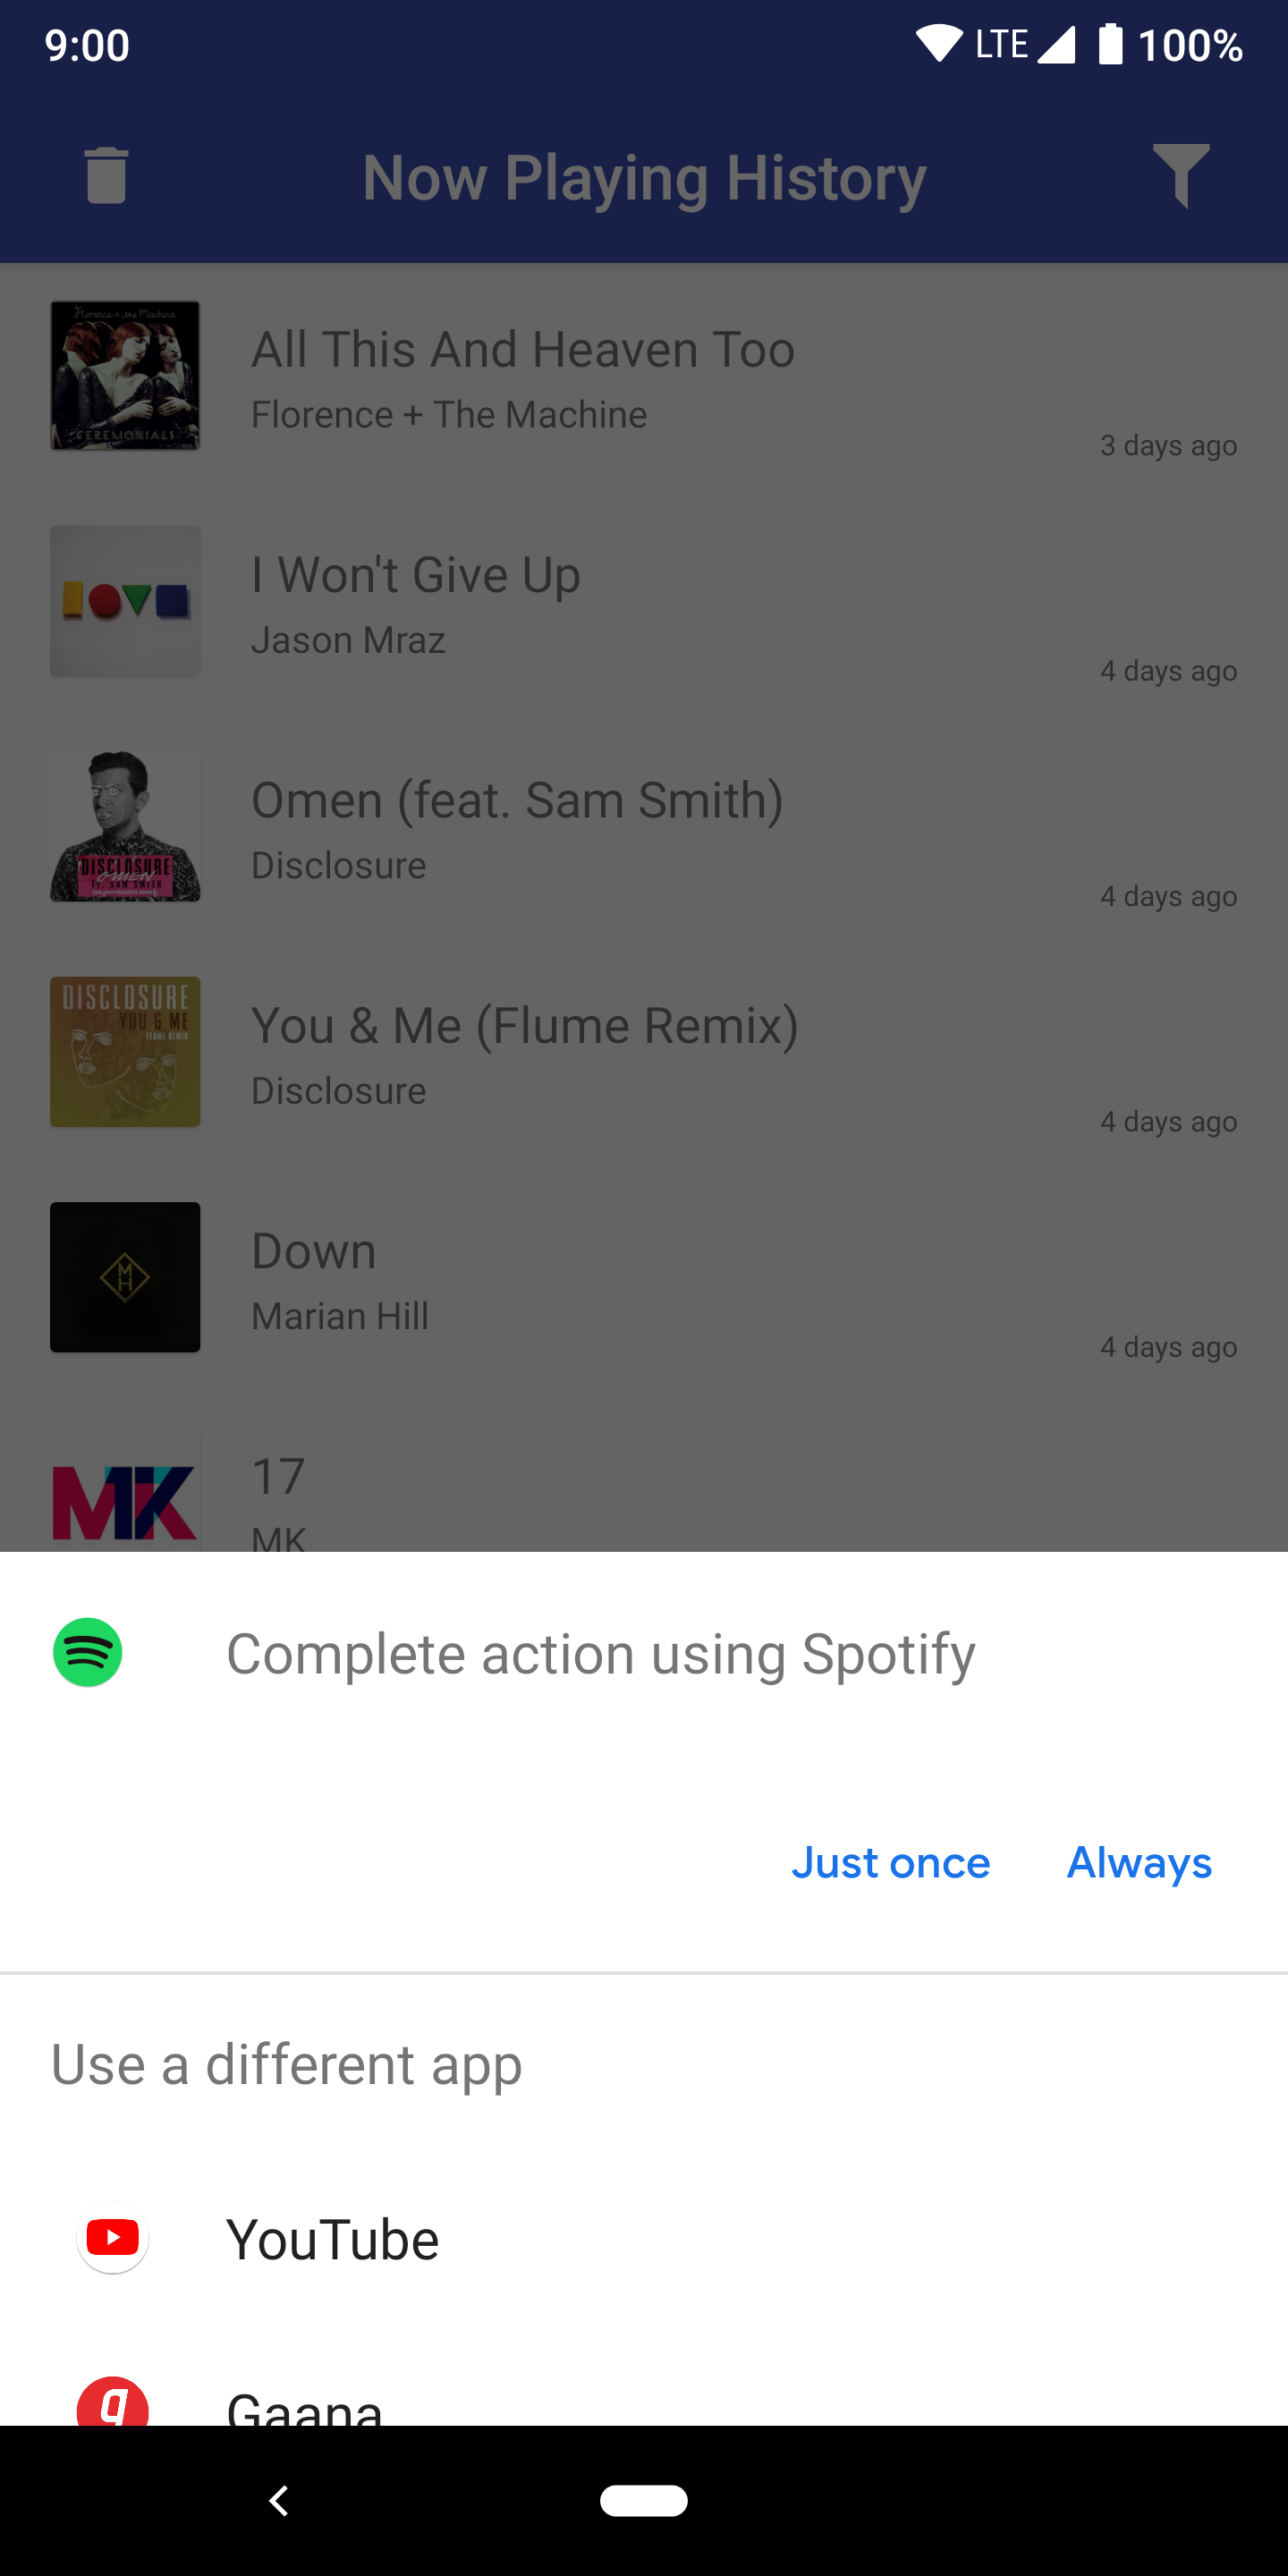 9:00 LTE 100%
Now Playing History
Florence + the Machine
CEREMONIALS
All This And Heaven Too
Florence + The Machine
3 days ago
I Won't Give Up
Jason Mraz
4 days ago
DISCLOSURE
OMEN
FT. SAM SMITH
Omen (feat. Sam Smith)
Disclosure
4 days ago
DISCLOSURE
YOU & ME
FLUME REMIX
You & Me (Flume Remix)
Disclosure
4 days ago
MH
Down
Marian Hill
4 days ago
MK
17
MK
Complete action using Spotify
Just once Always
Use a different app
YouTube
Gaana